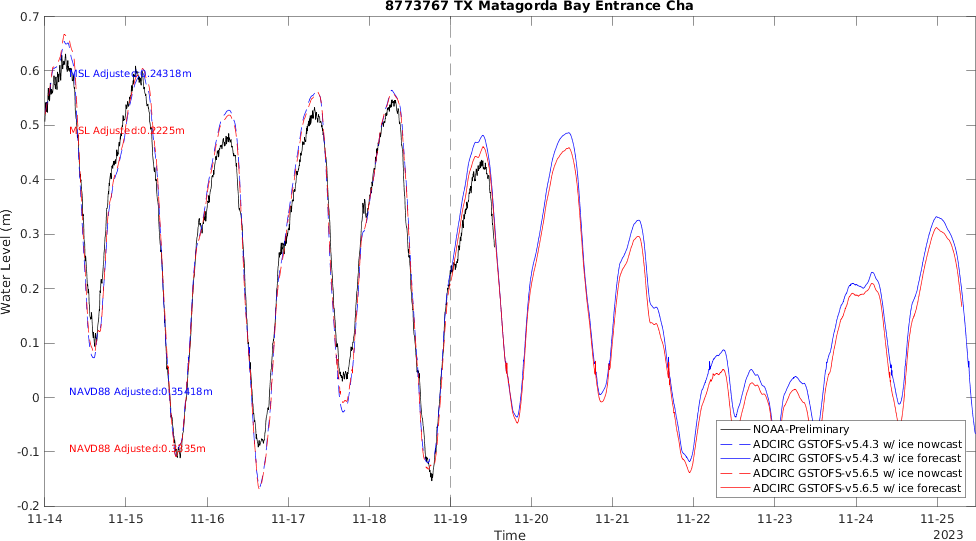 8773767 TX Matagorda Bay Entrance Cha
Water Level (m)
0.7
0.6
0.5
0.4
0.3
0.2
0.1
0
-0.1
-0.2
MSL Adjusted:0.24318m
MSL Adjusted:0.2225m
NAVD88 Adjusted:0.35418m
NAVD88 Adjusted:0.3335m
NOAA-Preliminary
ADCIRC GSTOFS-v5.4.3 w/ ice nowcast
ADCIRC GSTOFS-v5.4.3 w/ ice forecast
ADCIRC GSTOFS-v5.6.5 w/ ice nowcast
ADCIRC GSTOFS-v5.6.5 w/ ice forecast
11-14 11-15 11-16 11-17 11-18 11-19 11-20 11-21 11-22 11-23 11-24 11-25
Time
2023